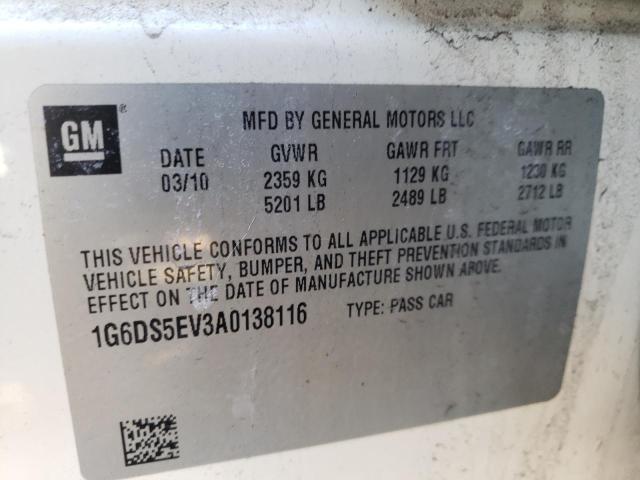 GM®
MFD BY GENERAL MOTORS LLC
DATE GVWR GAWR FRT GAWR RR
03/10 2359 KG 1129 KG 1230 KG
5201 LB 2489 LB 2712 LB
THIS VEHICLE CONFORMS TO ALL APPLICABLE U.S. FEDERAL MOTOR
VEHICLE SAFETY, BUMPER, AND THEFT PREVENTION STANDARDS IN
EFFECT ON THE DATE OF MANUFACTURE SHOWN ABOVE.
1G6DS5EV3A0138116 TYPE: PASS CAR